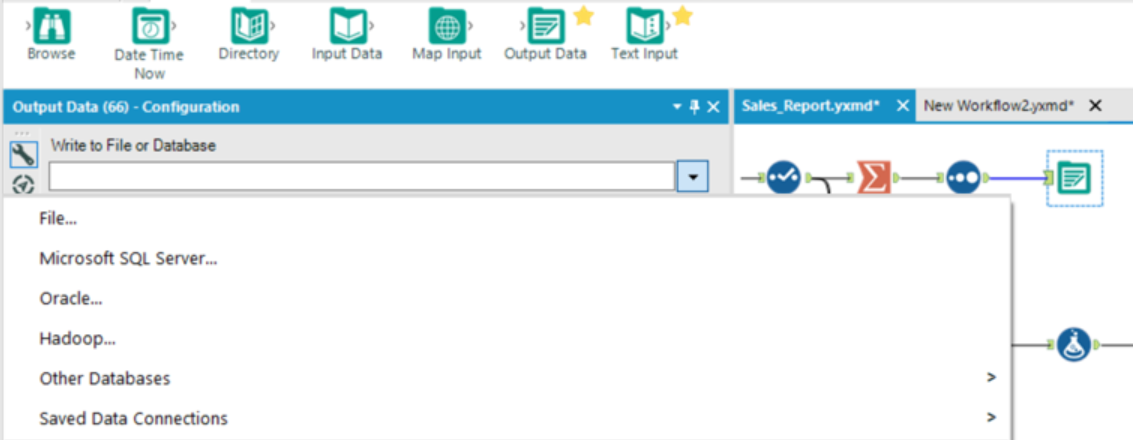 Browse
Date Time
Now
Directory
Input Data
Map Input
Output Data
Text Input
Output Data (66) - Configuration
Sales_Report.yxmd*
New Workflow2.yxmd*
Write to File or Database
File...
Microsoft SQL Server...
Oracle...
Hadoop...
Other Databases >
Saved Data Connections >